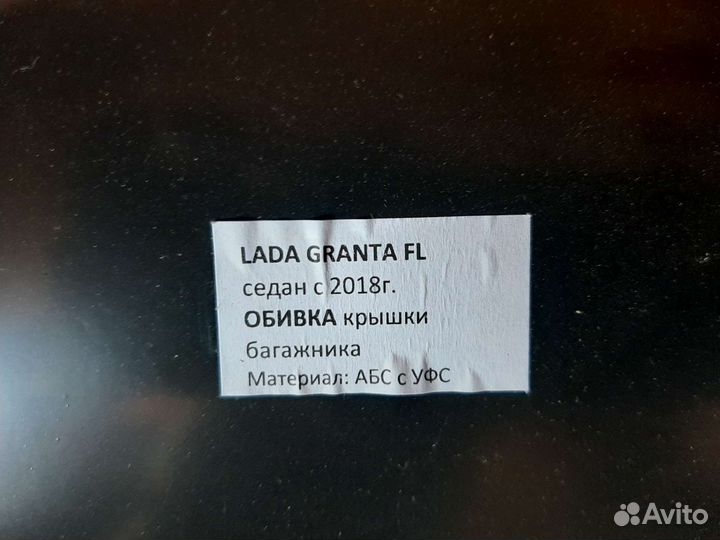 LADA GRANTA FL
седан с 2018г.
ОБИВКА крышки
багажника
Материал: АБС с УФС
Avito